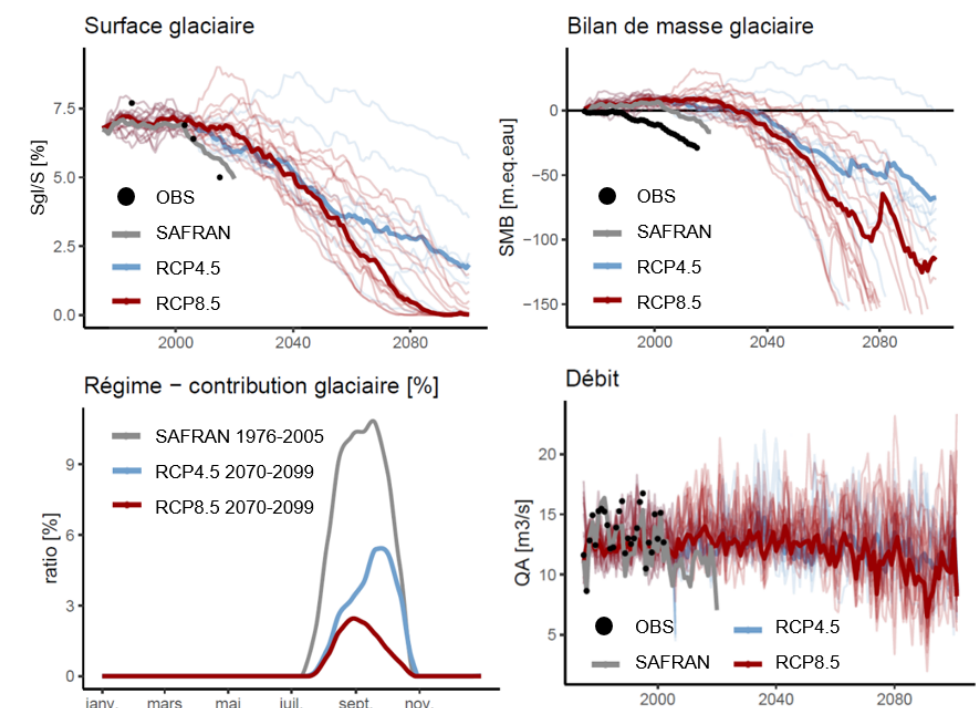 Surface glaciaire
Sgl/S [%]
7.5
5.0
2.5
0.0
OBS
SAFRAN
RCP4.5
RCP8.5
2000
2040
2080
Bilan de masse glaciaire
SMB [m.eq.eau]
0
−50
−100
−150
OBS
SAFRAN
RCP4.5
RCP8.5
2000
2040
2080
Régime − contribution glaciaire [%]
ratio [%]
9
6
3
0
SAFRAN 1976-2005
RCP4.5 2070-2099
RCP8.5 2070-2099
janv.
mars
mai
juil.
sept.
nov.
Débit
QA [m3/s]
20
15
10
5
OBS
RCP4.5
SAFRAN
RCP8.5
2000
2040
2080